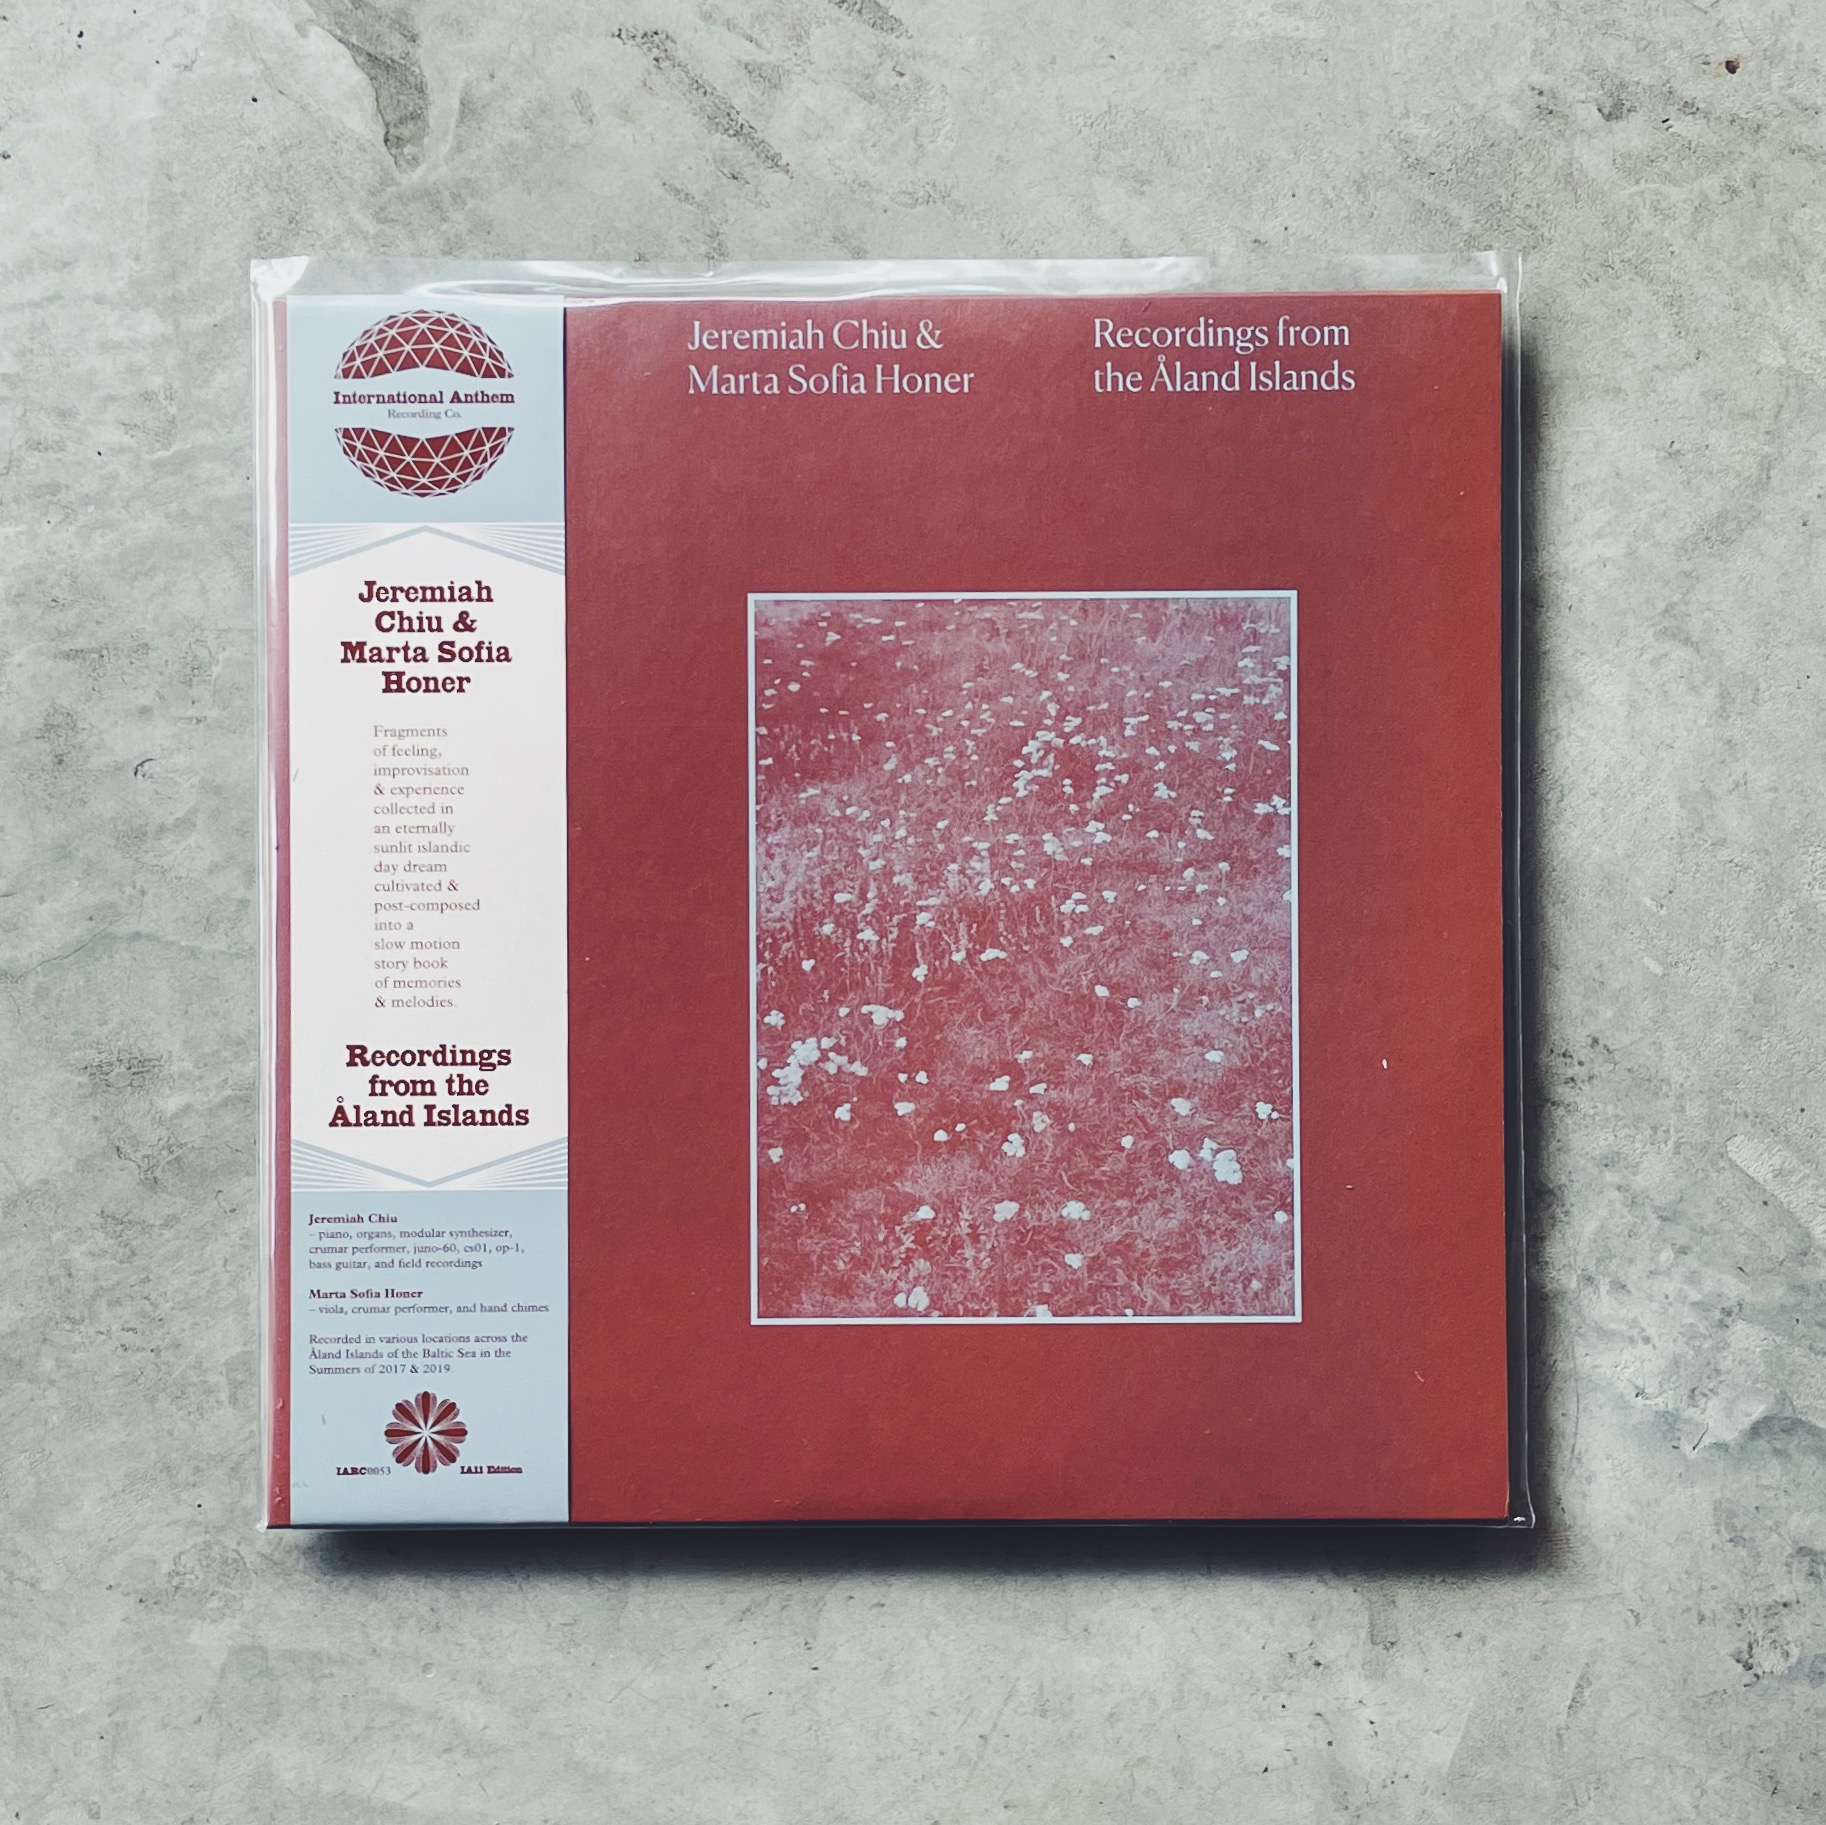 International Anthem
Recording Co.
Jeremiah
Chiu &
Marta Sofia
Honer
Fragments
of feeling,
improvisation
& experience
collected in
an eternally
sunlit islandic
day dream
cultivated &
post-composed
into a
slow motion
story book
of memories
& melodies.
Recordings
from the
Åland Islands
Jeremiah Chiu
– piano, organs, modular synthesizer,
crumar performer, juno-60, cs01, op-1,
bass guitar, and field recordings
Marta Sofia Honer
– viola, crumar performer, and hand chimes
Recorded in various locations across the
Åland Islands of the Baltic Sea in the
Summers of 2017 & 2019.
IARC0053
IA11 Edition
Jeremiah Chiu &
Marta Sofia Honer
Recordings from
the Åland Islands